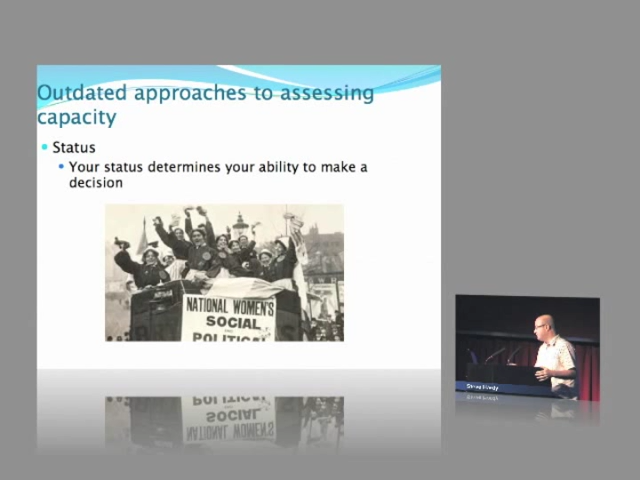 Outdated approaches to assessing
capacity
Status
Your status determines your ability to make a
decision
NATIONAL WOMEN'S
SOCIAL
POLITICAL